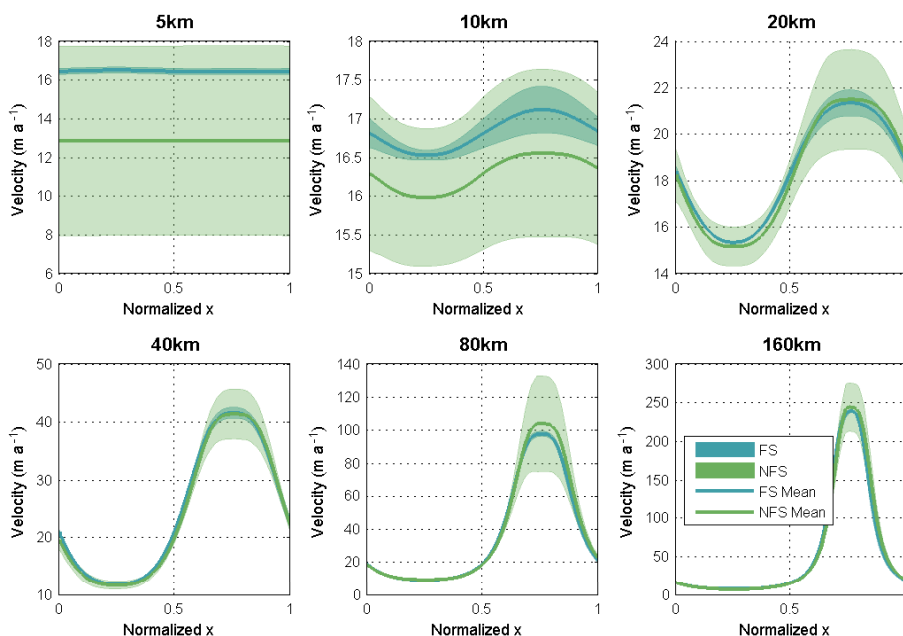 5km
10km
20km
18
16
14
12
10
8
6
Velocity (m a⁻¹)
0
0.5
1
Normalized x
18
17.5
17
16.5
16
15.5
15
Velocity (m a⁻¹)
0
0.5
1
Normalized x
24
22
20
18
16
14
Velocity (m a⁻¹)
0
0.5
Normalized x
40km
80km
160km
50
40
30
20
10
Velocity (m a⁻¹)
0
0.5
1
Normalized x
140
120
100
80
60
40
20
0
Velocity (m a⁻¹)
0
0.5
1
Normalized x
300
250
200
150
100
50
0
Velocity (m a⁻¹)
FS
NFS
FS Mean
NFS Mean
0
0.5
Normalized x